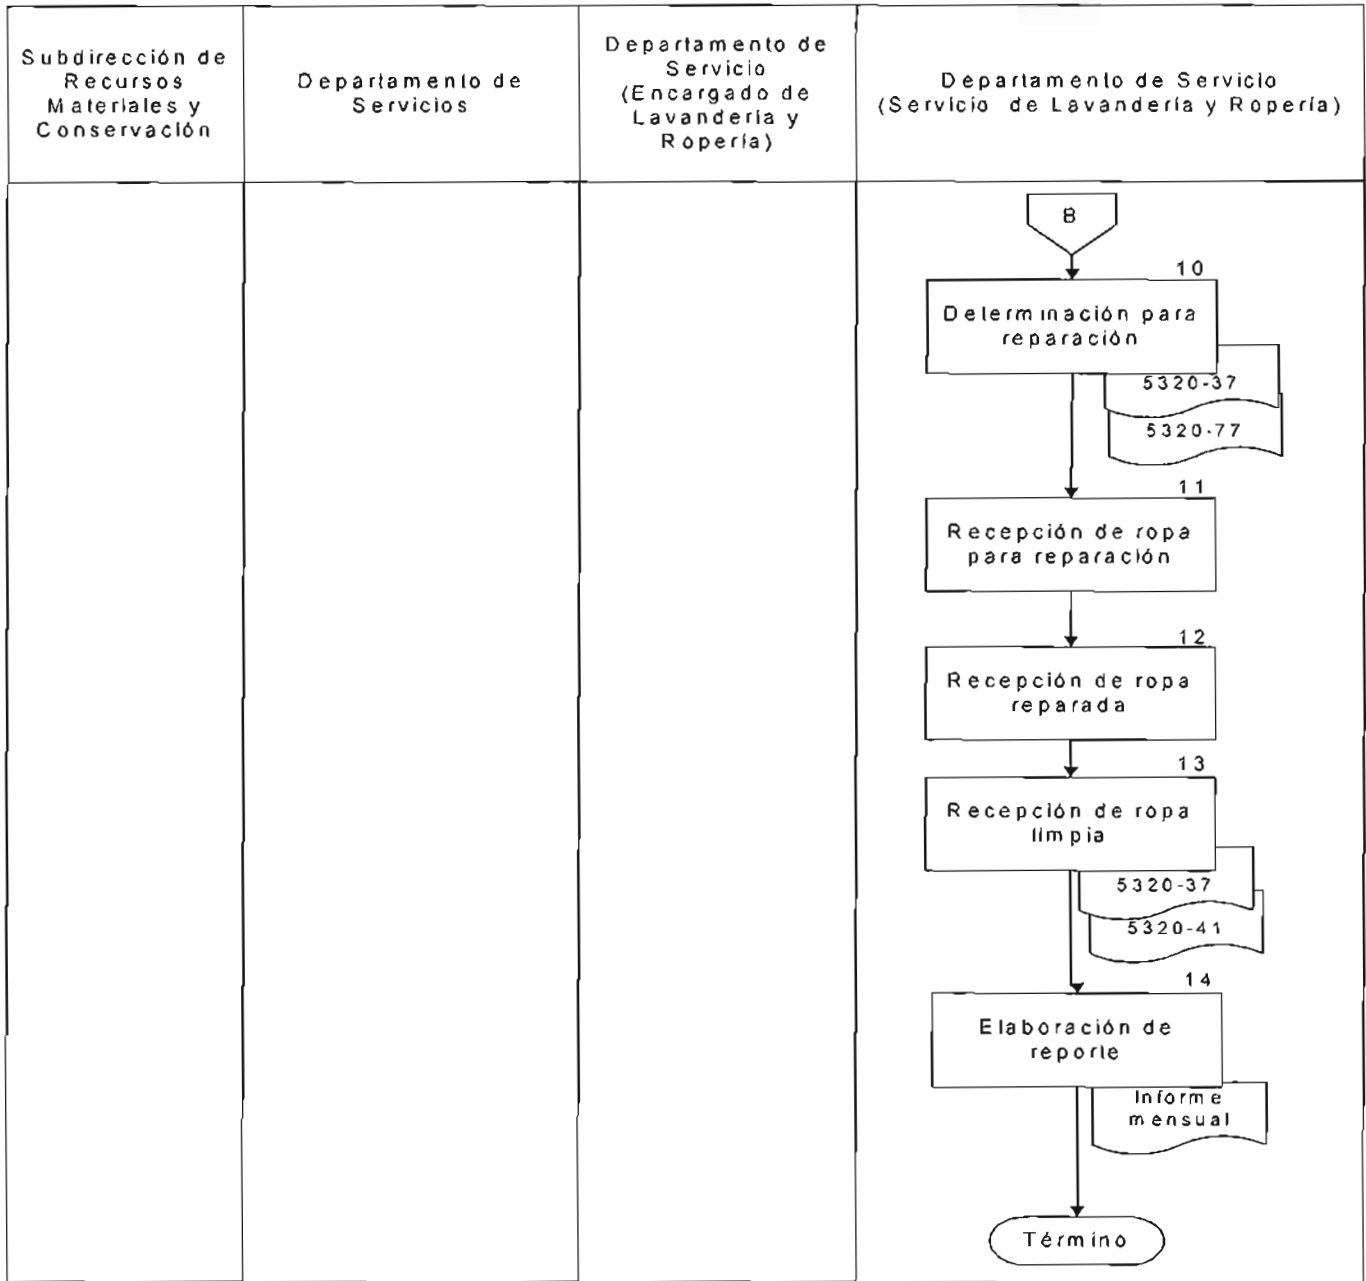 Subdirección de
Recursos
Materiales y
Conservación
Departamento de
Servicios
Departamento de
Servicio
(Encargado de
Lavandería y
Ropería)
Departamento de Servicio
(Servicio de Lavandería y Ropería)
B
10
Determinación para
reparación
5320-37
5320-77
11
Recepción de ropa
para reparación
12
Recepción de ropa
reparada
13
Recepción de ropa
limpia
5320-37
5320-41
14
Elaboración de
reporte
Informe
mensual
Término